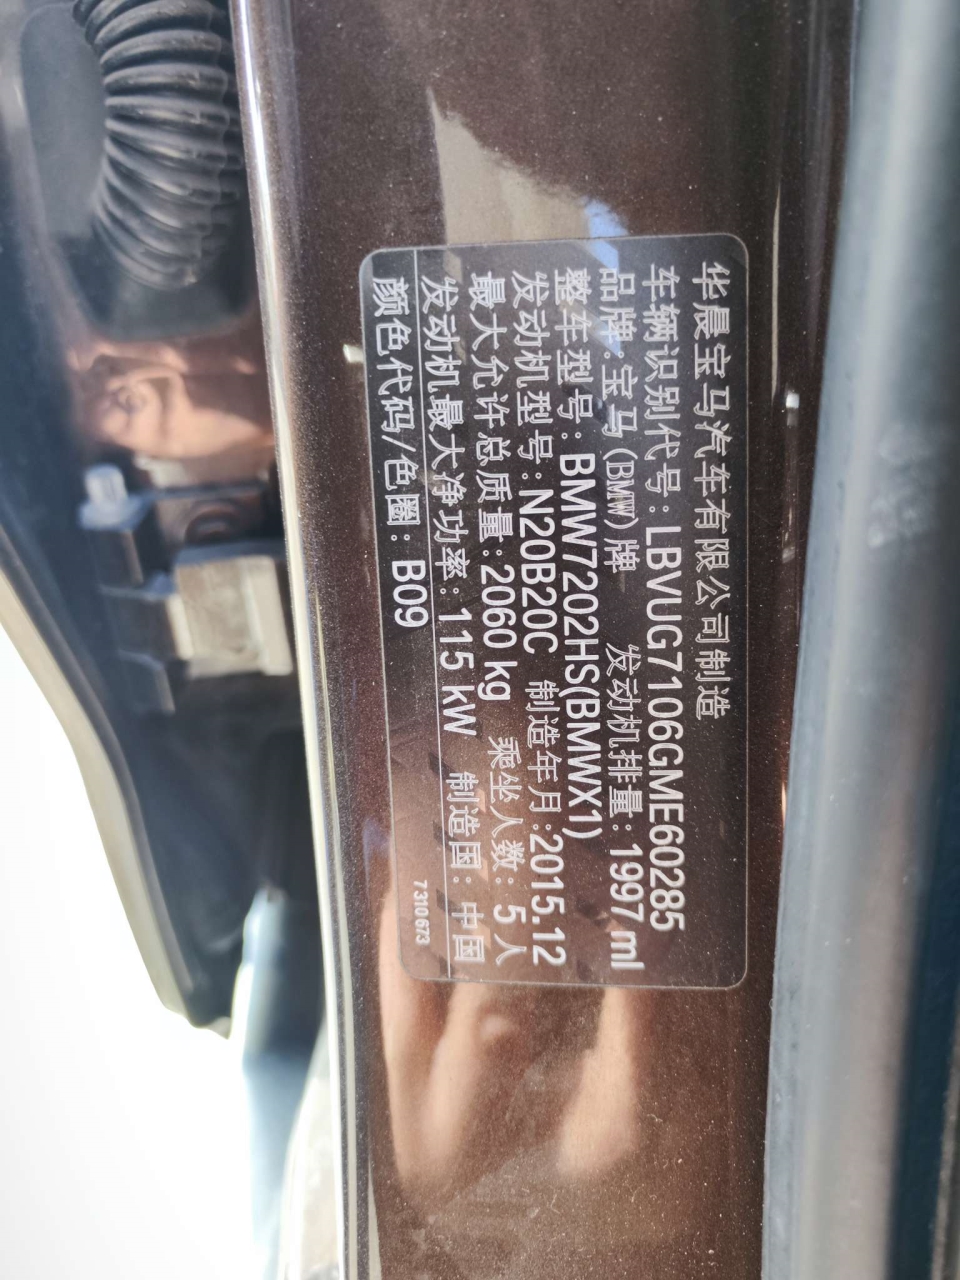 华晨宝马汽车有限公司制造
车辆识别代号:LBVUG7106GME60285
品牌:宝马(BMW)牌 发动机排量:1997 ml
整车型号:BMW7202HS(BMWX1)
发动机型号:N20B20C 制造年月:2015.12
最大允许总质量:2060 kg 乘坐人数:5人
发动机最大净功率:115 kW 制造国:中国
颜色代码/色圈:B09
7310673